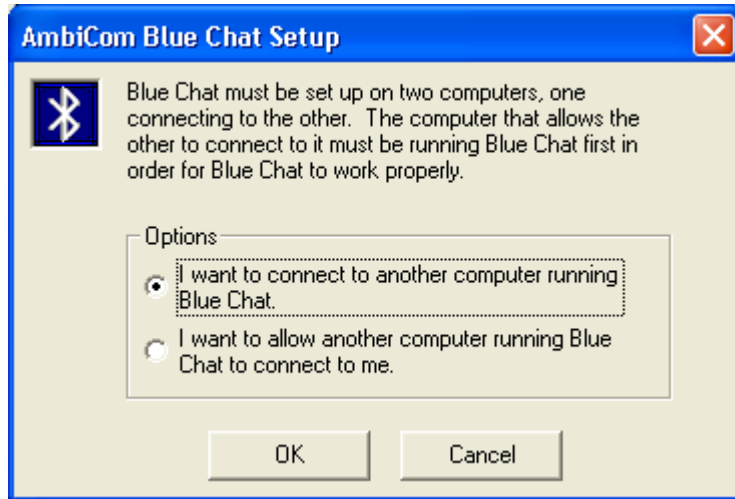 AmbiCom Blue Chat Setup
Blue Chat must be set up on two computers, one
connecting to the other.  The computer that allows the
other to connect to it must be running Blue Chat first in
order for Blue Chat to work properly.
Options
I want to connect to another computer running
Blue Chat.
I want to allow another computer running Blue
Chat to connect to me.
OK
Cancel